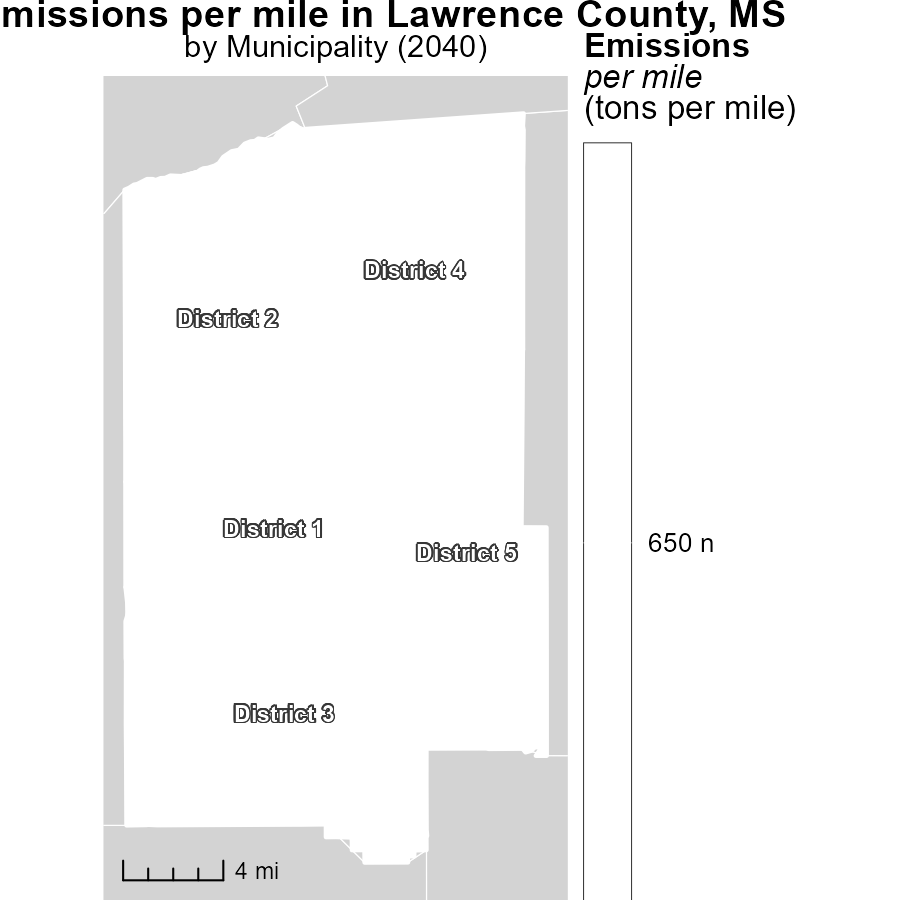 missions per mile in Lawrence County, MS
by Municipality (2040)
Emissions
per mile
(tons per mile)
District 4
District 2
District 1
District 5
650 n
District 3
4 mi